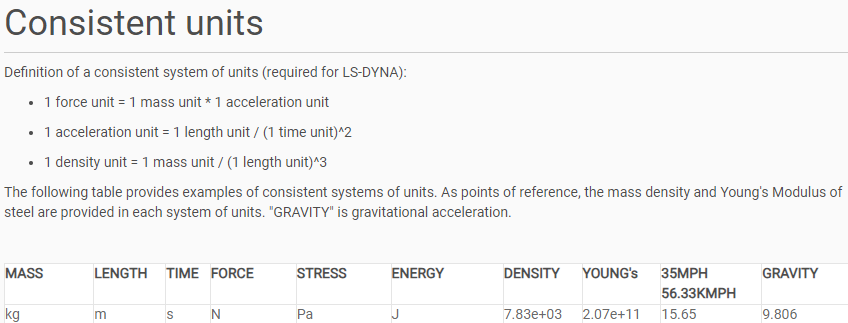 Consistent units
Definition of a consistent system of units (required for LS-DYNA):
• 1 force unit = 1 mass unit * 1 acceleration unit
• 1 acceleration unit = 1 length unit / (1 time unit)^2
• 1 density unit = 1 mass unit / (1 length unit)^3
The following table provides examples of consistent systems of units. As points of reference, the mass density and Young's Modulus of
steel are provided in each system of units. "GRAVITY" is gravitational acceleration.
MASS LENGTH TIME FORCE STRESS ENERGY DENSITY YOUNG's 35MPH GRAVITY
56.33KMPH
kg m s N Pa J 7.83e+03 2.07e+11 15.65 9.806